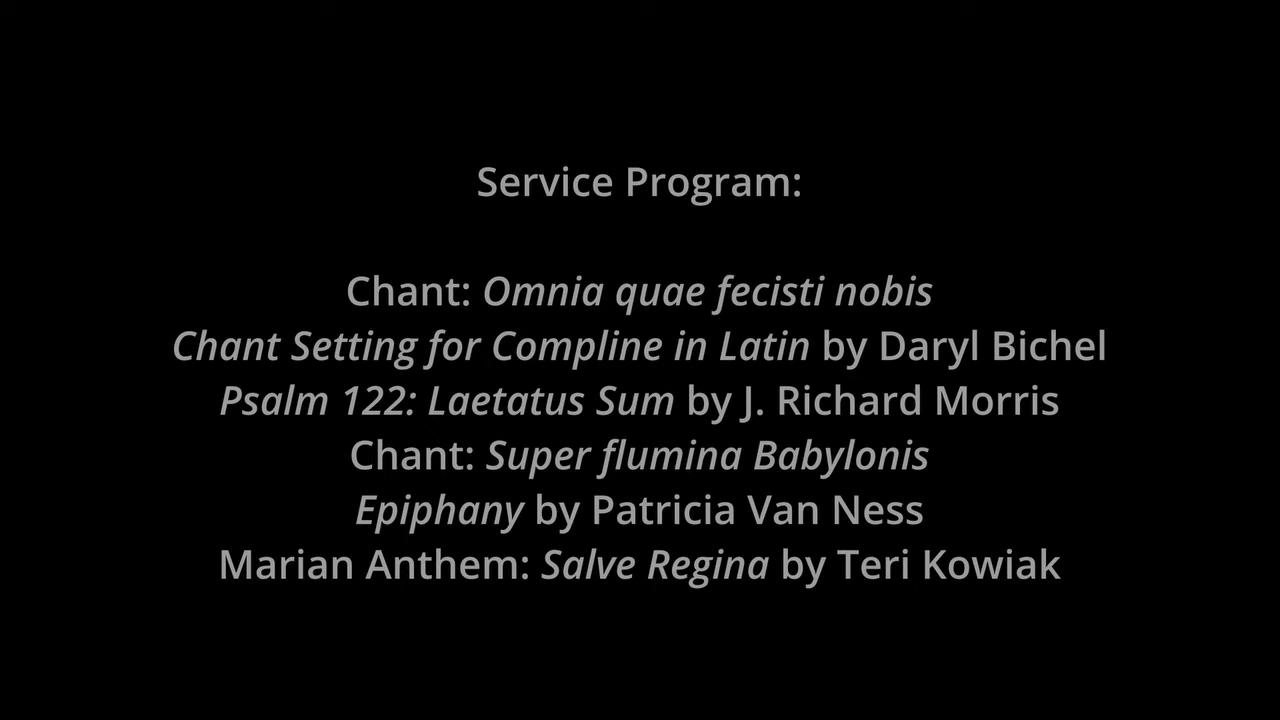 Service Program:
Chant: Omnia quae fecisti nobis
Chant Setting for Compline in Latin by Daryl Bichel
Psalm 122: Laetatus Sum by J. Richard Morris
Chant: Super flumina Babylonis
Epiphany by Patricia Van Ness
Marian Anthem: Salve Regina by Teri Kowiak